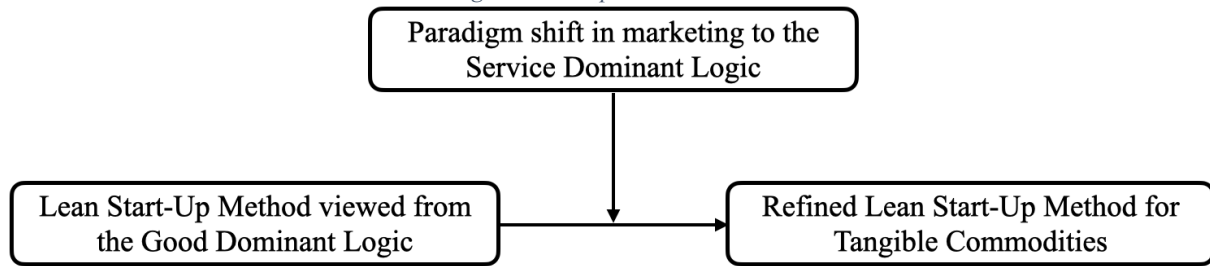 Paradigm shift in marketing to the
Service Dominant Logic
Lean Start-Up Method viewed from
the Good Dominant Logic
Refined Lean Start-Up Method for
Tangible Commodities